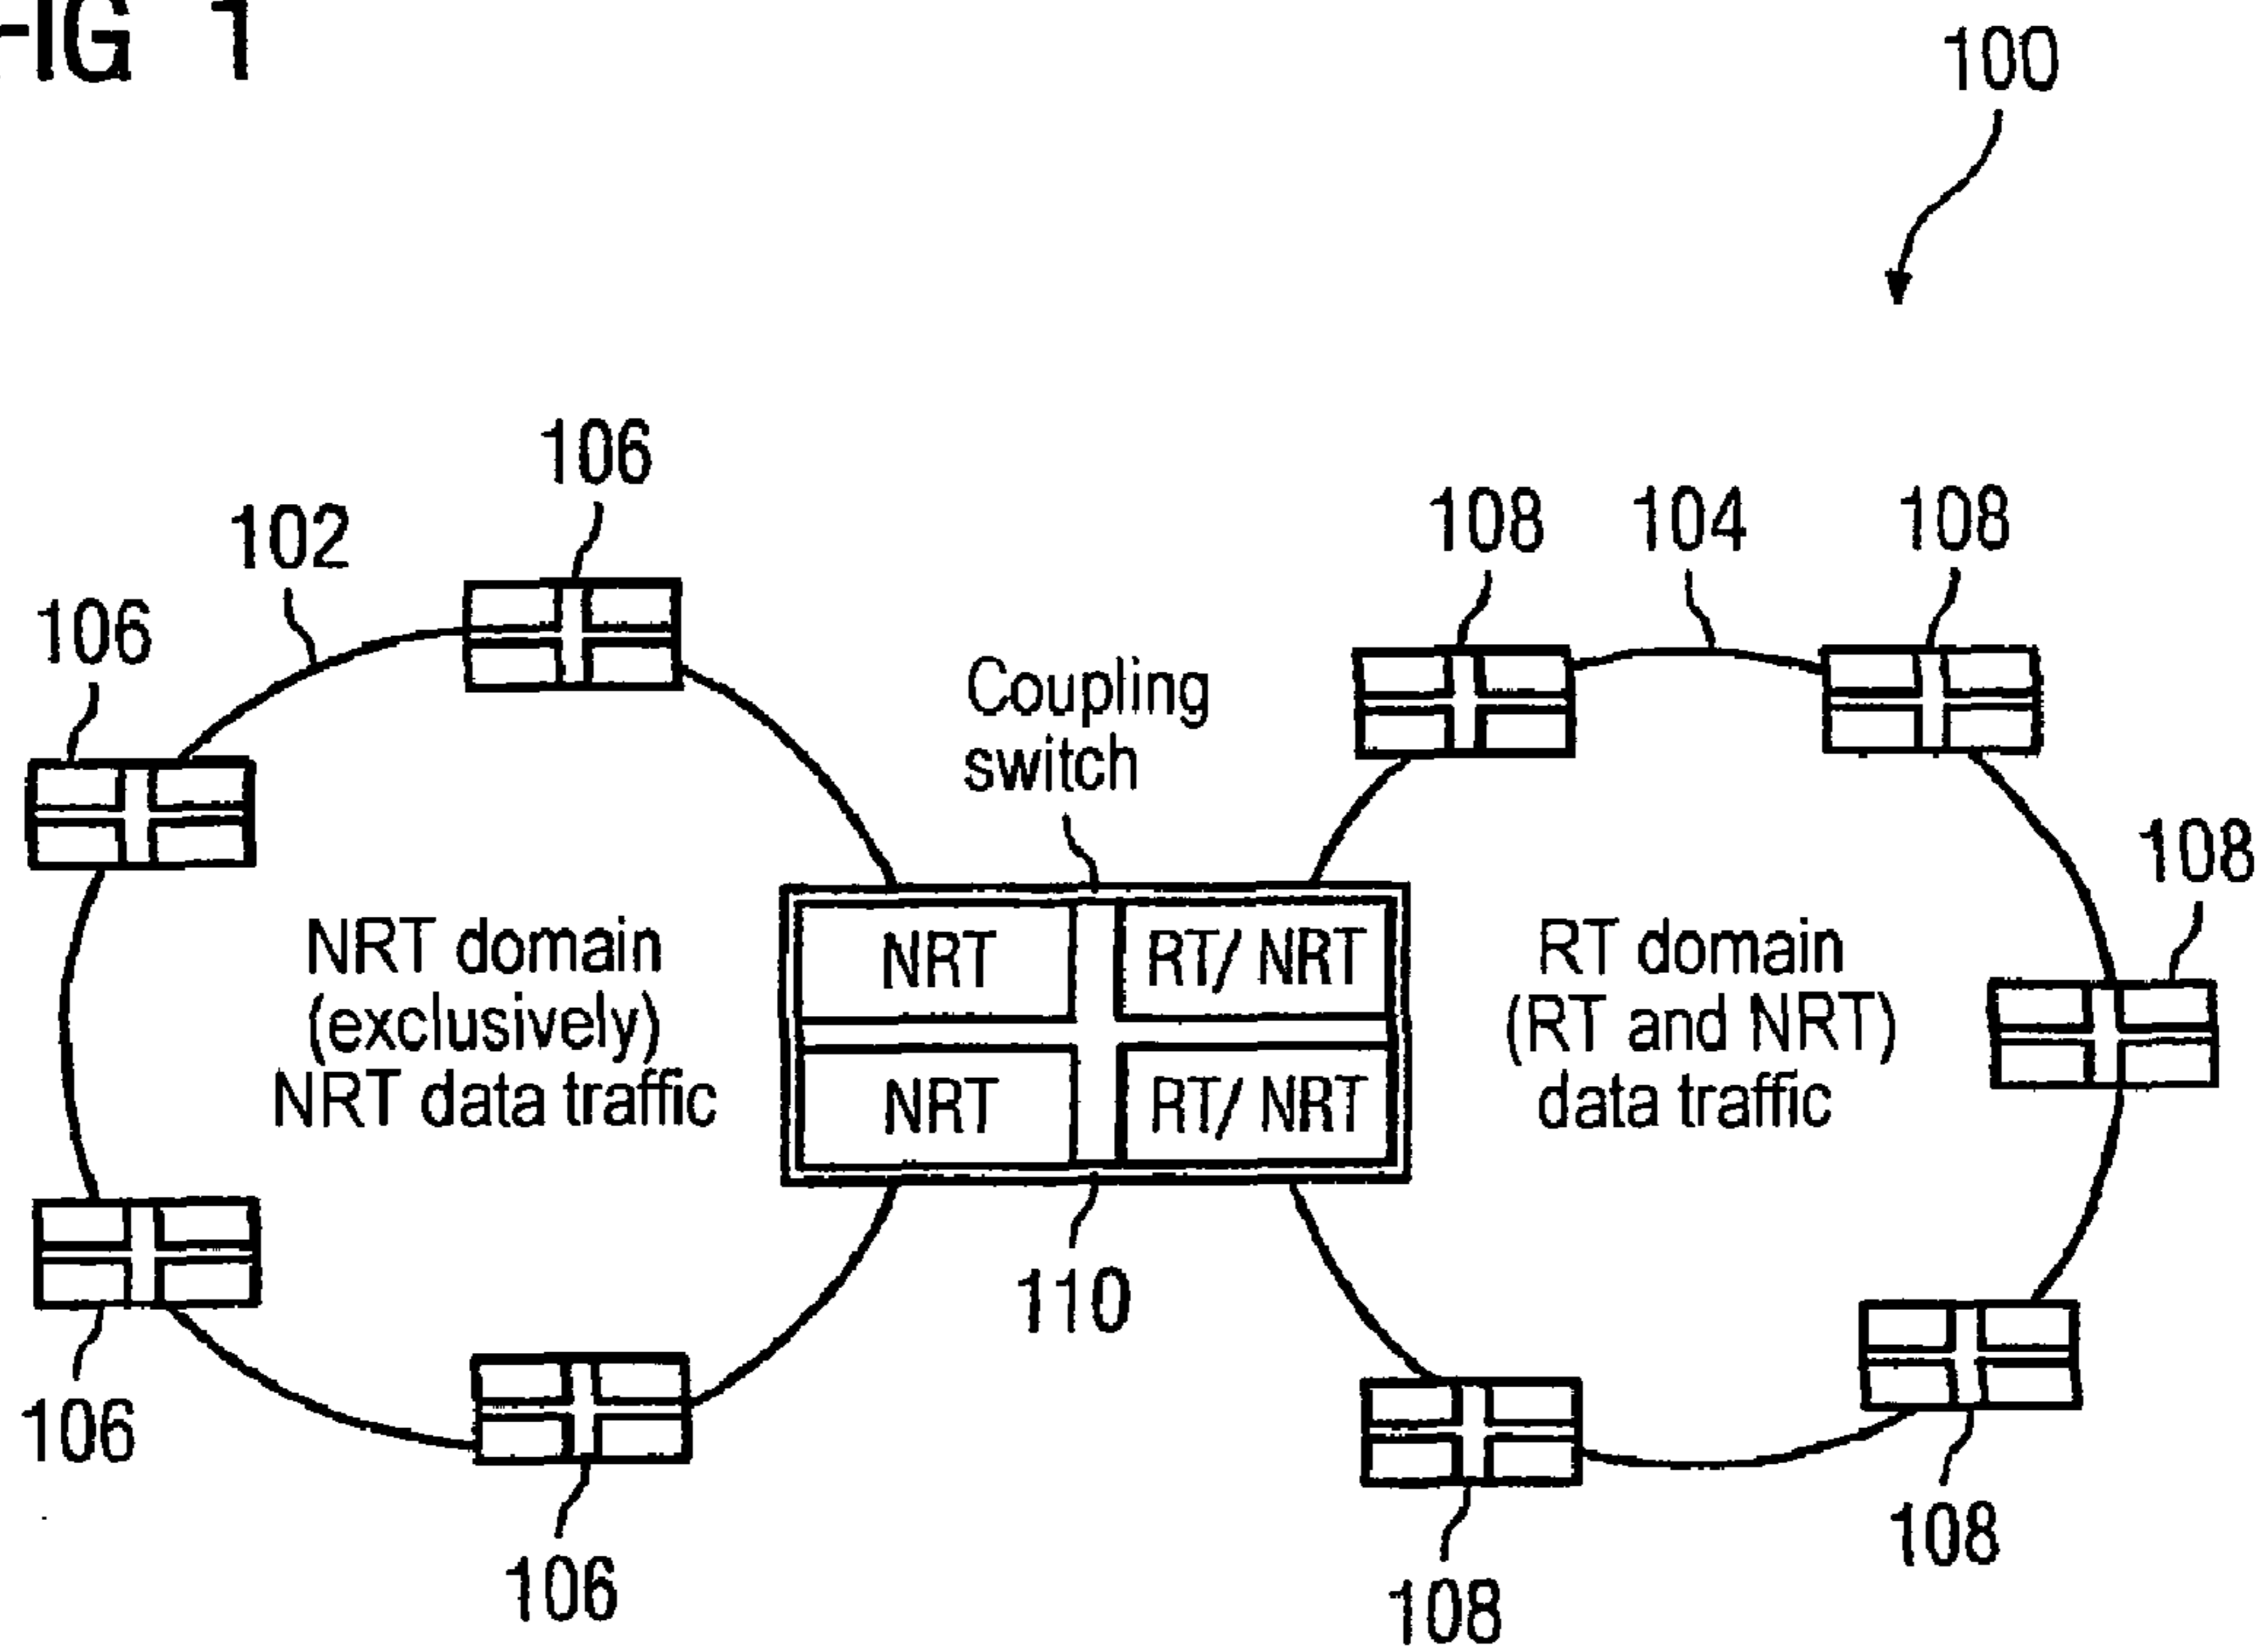 FIG 1
100
106
102
108
104
108
106
Coupling
switch
108
NRT domain
(exclusively)
NRT data traffic
NRT
RT/ NRT
NRT
RT/ NRT
RT domain
(RT and NRT)
data traffic
110
106
106
108
108